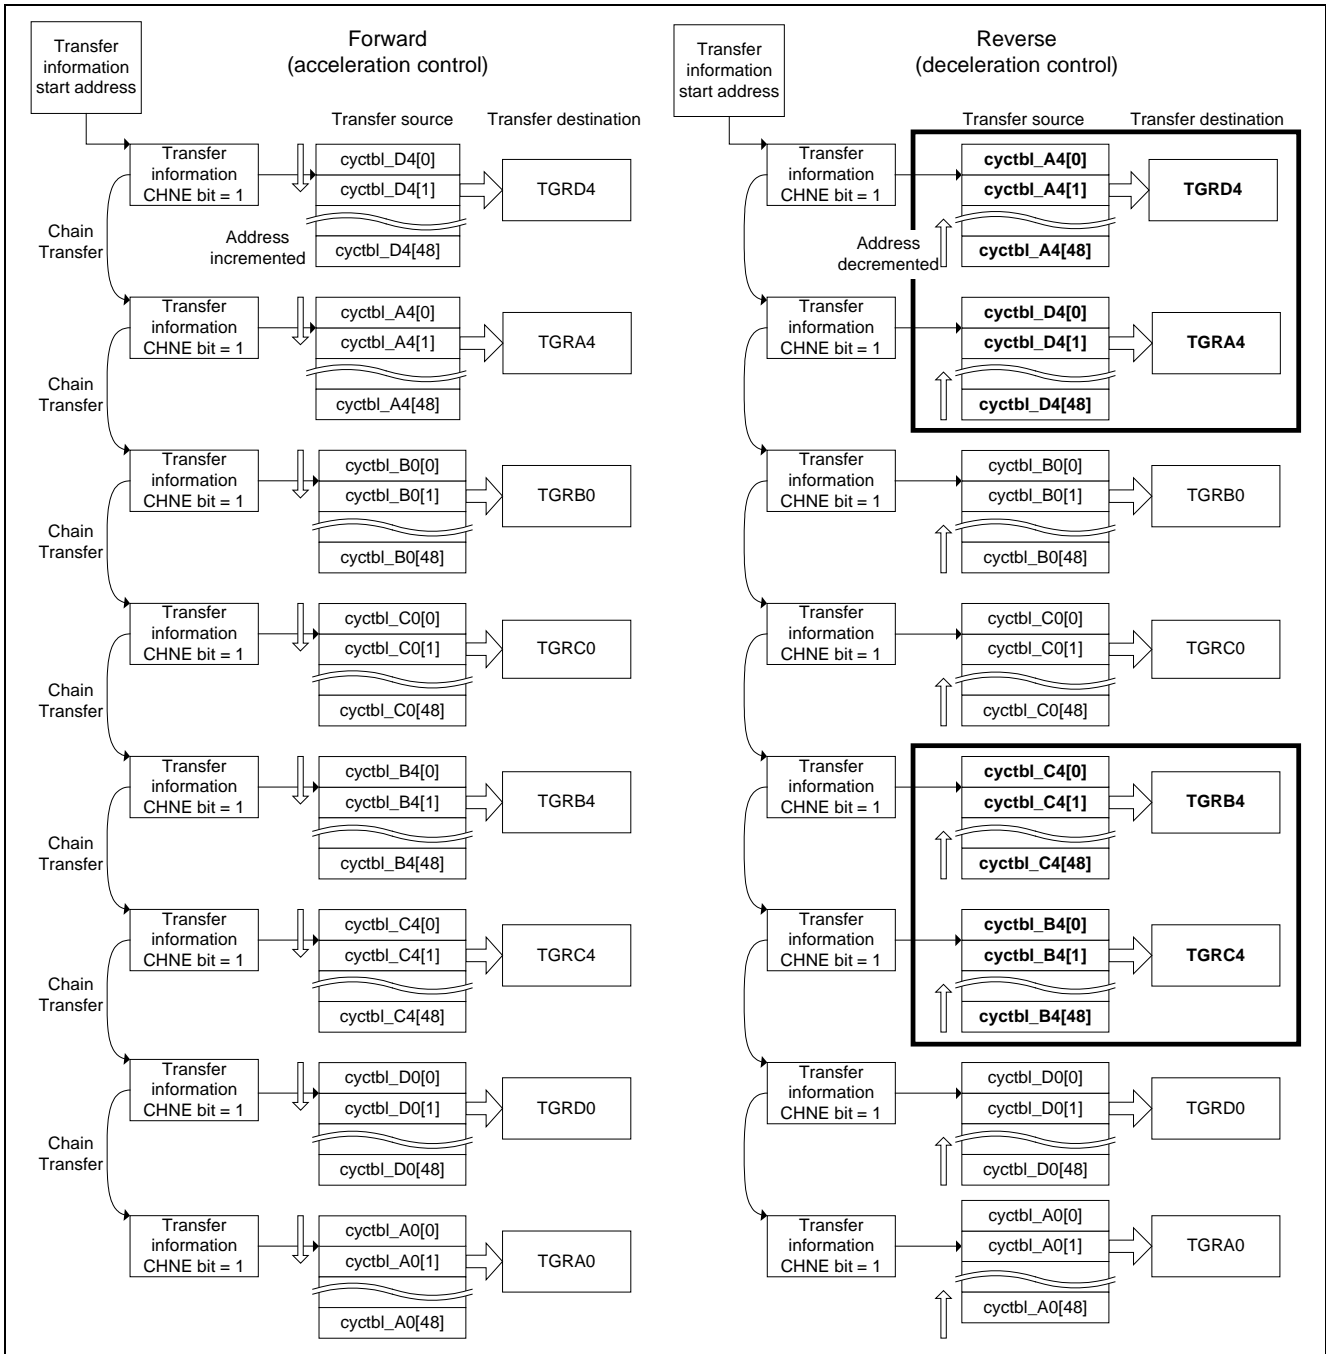 Transfer
information
start address
Forward
(acceleration control)
Transfer source
Transfer destination
Transfer
information
CHNE bit = 1
cyctbl_D4[0]
cyctbl_D4[1]
cyctbl_D4[48]
TGRD4
Address
incremented
Chain
Transfer
Transfer
information
CHNE bit = 1
cyctbl_A4[0]
cyctbl_A4[1]
cyctbl_A4[48]
TGRA4
Chain
Transfer
Transfer
information
CHNE bit = 1
cyctbl_B0[0]
cyctbl_B0[1]
cyctbl_B0[48]
TGRB0
Chain
Transfer
Transfer
information
CHNE bit = 1
cyctbl_C0[0]
cyctbl_C0[1]
cyctbl_C0[48]
TGRC0
Chain
Transfer
Transfer
information
CHNE bit = 1
cyctbl_B4[0]
cyctbl_B4[1]
cyctbl_B4[48]
TGRB4
Chain
Transfer
Transfer
information
CHNE bit = 1
cyctbl_C4[0]
cyctbl_C4[1]
cyctbl_C4[48]
TGRC4
Chain
Transfer
Transfer
information
CHNE bit = 1
cyctbl_D0[0]
cyctbl_D0[1]
cyctbl_D0[48]
TGRD0
Chain
Transfer
Transfer
information
CHNE bit = 1
cyctbl_A0[0]
cyctbl_A0[1]
cyctbl_A0[48]
TGRA0
Transfer
information
start address
Reverse
(deceleration control)
Transfer source
Transfer destination
Transfer
information
CHNE bit = 1
cyctbl_A4[0]
cyctbl_A4[1]
cyctbl_A4[48]
TGRD4
Address
decremented
Transfer
information
CHNE bit = 1
cyctbl_D4[0]
cyctbl_D4[1]
cyctbl_D4[48]
TGRA4
Transfer
information
CHNE bit = 1
cyctbl_B0[0]
cyctbl_B0[1]
cyctbl_B0[48]
TGRB0
Transfer
information
CHNE bit = 1
cyctbl_C0[0]
cyctbl_C0[1]
cyctbl_C0[48]
TGRC0
Transfer
information
CHNE bit = 1
cyctbl_C4[0]
cyctbl_C4[1]
cyctbl_C4[48]
TGRB4
Transfer
information
CHNE bit = 1
cyctbl_B4[0]
cyctbl_B4[1]
cyctbl_B4[48]
TGRC4
Transfer
information
CHNE bit = 1
cyctbl_D0[0]
cyctbl_D0[1]
cyctbl_D0[48]
TGRD0
Transfer
information
CHNE bit = 1
cyctbl_A0[0]
cyctbl_A0[1]
cyctbl_A0[48]
TGRA0